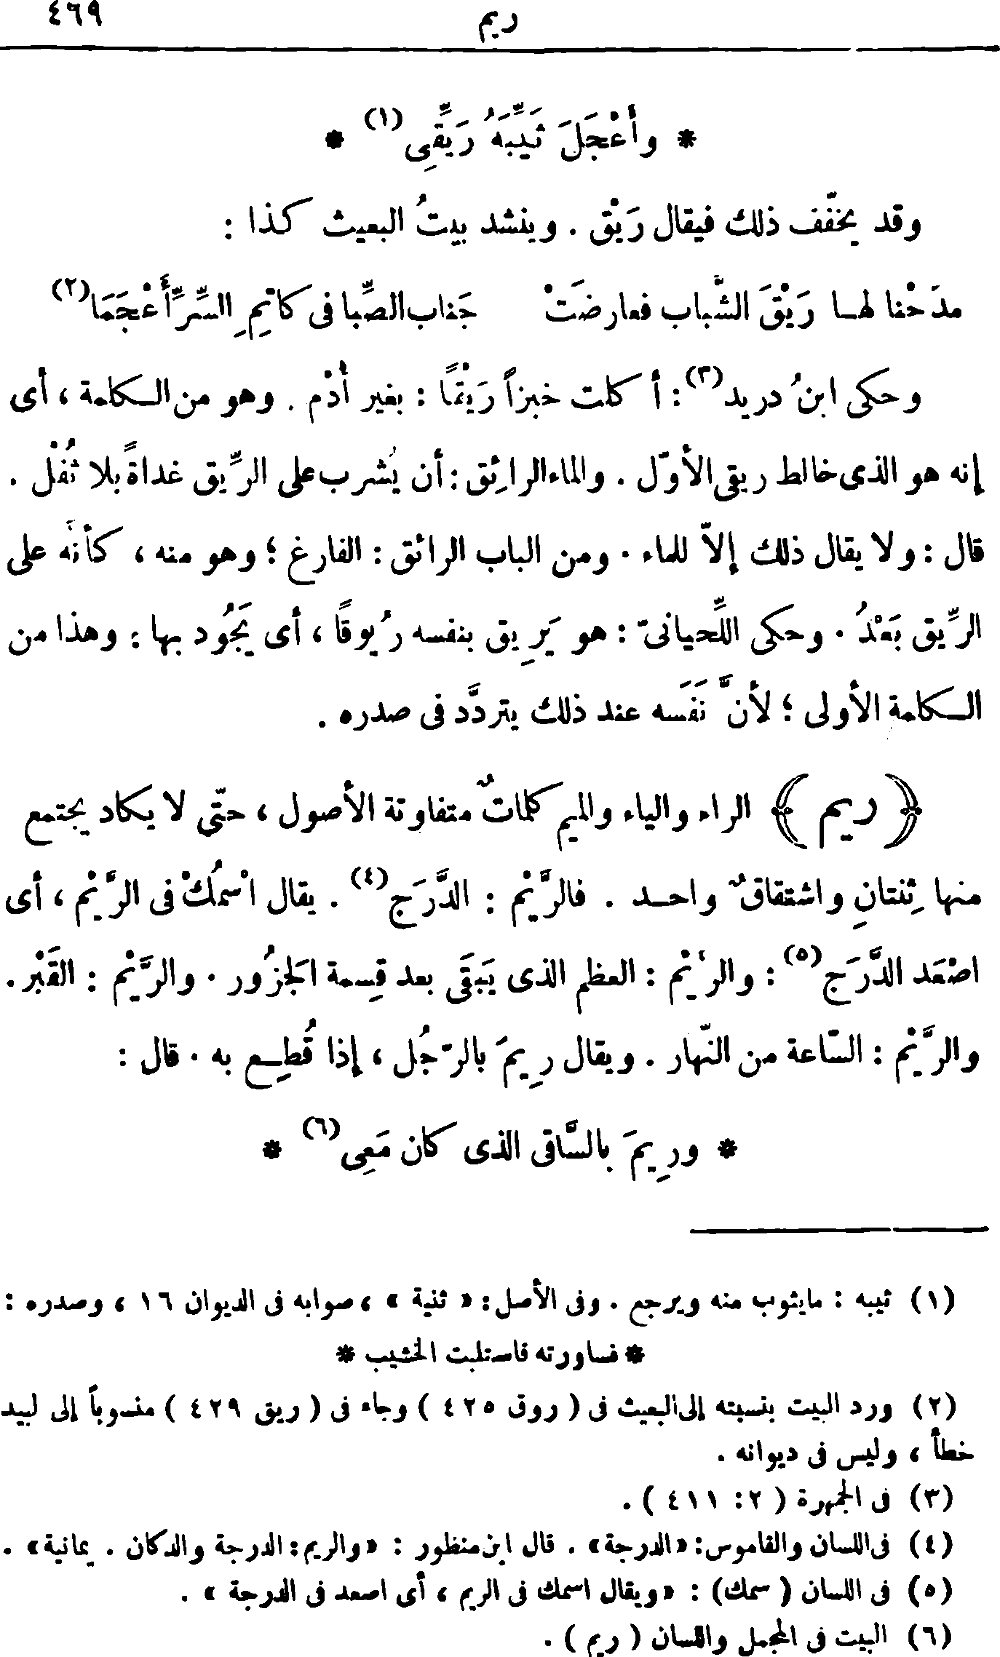 ريم ٤٦٩
* وأَعْجَلَ ثَيِّبَهُ رَيِّقِى(١) *
وقد يخفّف ذلك فيقال رَيْق . وينشد بيتُ البعيث كذا :
مدَحْنا لهـا رَيْقَ الشَّباب فعارضَتْ جَناب الصِّبا فى كاتِمِ السِّرِّ أَعْجَمَا(٢)
وحكى ابنُ دريد(٣) : أكلت خبزاً رَيْقًا : بغير أُدْم . وهو من الـكلمة ، أى
إنه هو الذى خالط ريقى الأوّل . والماء الرائِق : أن يُشرب على الرِّيق غداةً بلا ثُفْل .
قال : ولا يقال ذلك إلاّ للماء . ومن الباب الرائق : الفارغ ؛ وهو منه ، كأنّه على
الرِّيق بَعْدُ . وحكى اللِّحيانىّ : هو يَرِيق بنفسه رُيوقًا ، أى يَجُود بها : وهذا من
الـكلمة الأولى ؛ لأنَّ نَفَسه عند ذلك يتردَّد فى صدره .
﴿ ريم ﴾ الراء والياء والميم كلماتٌ متفاوتة الأصول ، حتّى لا يكاد يجتمع
منها ثِنتانِ واشتقاقٌ واحـد . فالرَّيْم : الدَّرَج(٤) . يقال اسْمُكْ فى الرَّيْم ، أى
اصْعَد الدَّرَج(٥) : والرَّيْم : العظم الذى يَبقَى بعد قِسمة الجَزُور . والرَّيْم : القَبْر .
والرَّيْم : السّاعة من النّهار . ويقال رِيمَ بالرّجُل ، إذا قُطِـع به . قال :
* ورِيمَ بالسَّاقى الذى كان مَعِى(٦) *
(١) ثيبه : مايثوب منه ويرجع . وفى الأصل : « ثنية » ، صوابه فى الديوان ١٦ ، وصدره :
* فساورته فاستلبت الخشيب *
(٢) ورد البيت بنسبته إلى البعيث فى ( روق ٤٢٥ ) وجاء فى ( ريق ٤٢٩ ) منسوباً إلى لبيد
خطأ ، وليس فى ديوانه .
(٣) فى الجمهرة ( ٢ : ٤١١ ) .
(٤) فى اللسان والقاموس : « الدرجة » . قال ابن منظور : « والريم : الدرجة والدكان . يمانية » .
(٥) فى اللسان ( سمك ) : « ويقال اسمك فى الريم ، أى اصعد فى الدرجة » .
(٦) البيت فى المجمل واللسان ( ريم ) .